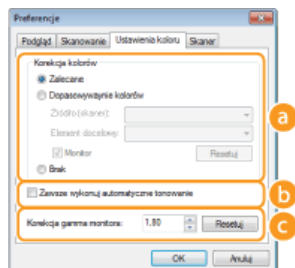 Preferencje
Podgląd Skanowanie Ustawienia koloru Skaner
Korekcja kolorów
Zalecane
Dopasowywaynie kolorów
Źródło (skaner):
Element docelowy:
Monitor Resetuj
Brak
a
Zawsze wykonuj automatyczne tonowanie
b
Korekcja gamma monitora: 1,80 Resetuj
c
OK Anuluj